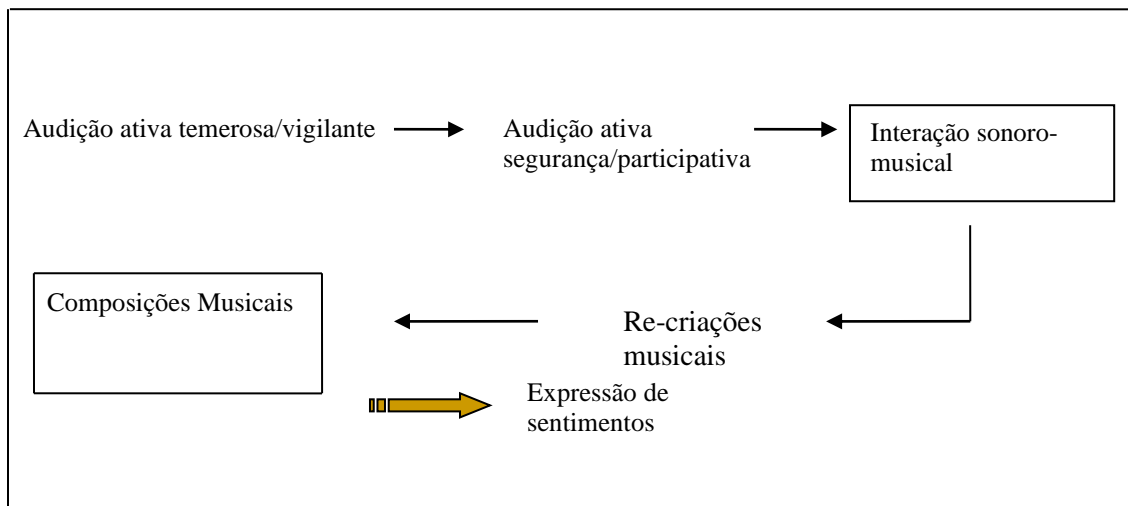 Audição ativa temerosa/vigilante
Audição ativa
segurança/participativa
Interação sonoro-
musical
Composições Musicais
Re-criações
musicais
Expressão de
sentimentos